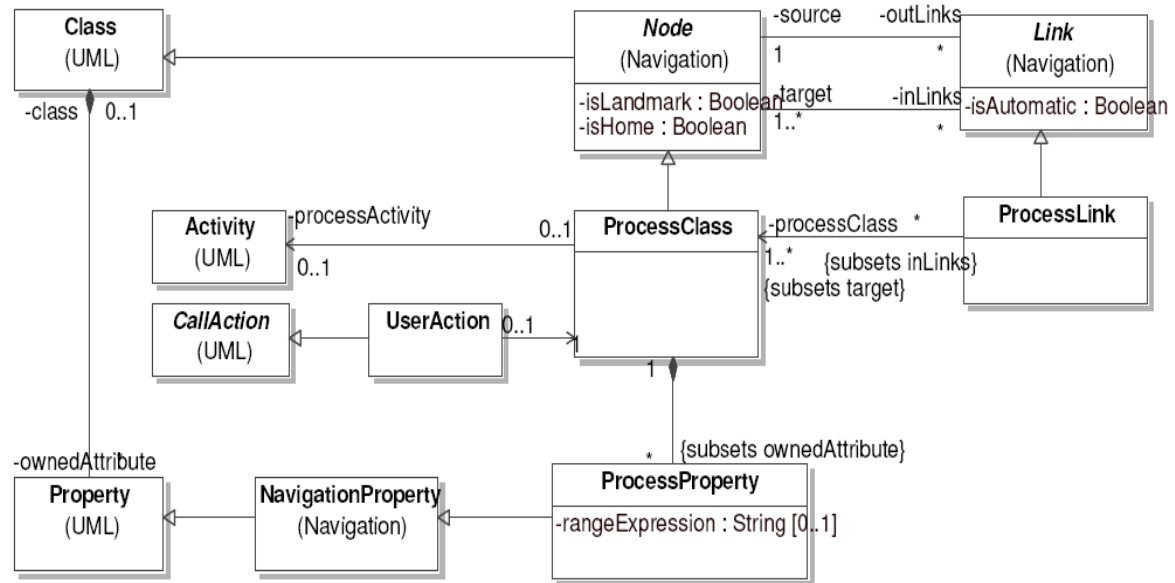 Class
(UML)
-class
0..1
Node
(Navigation)
-isLandmark : Boolean
-isHome : Boolean
-source
-outLinks
1
*
-target
-inLinks
1..*
*
Link
(Navigation)
-isAutomatic : Boolean
Activity
(UML)
-processActivity
0..1
0..1
ProcessClass
-processClass
*
1..*
{subsets inLinks}
{subsets target}
ProcessLink
CallAction
(UML)
UserAction
0..1
1
1
*
{subsets ownedAttribute}
-ownedAttribute
*
Property
(UML)
NavigationProperty
(Navigation)
ProcessProperty
-rangeExpression : String [0..1]